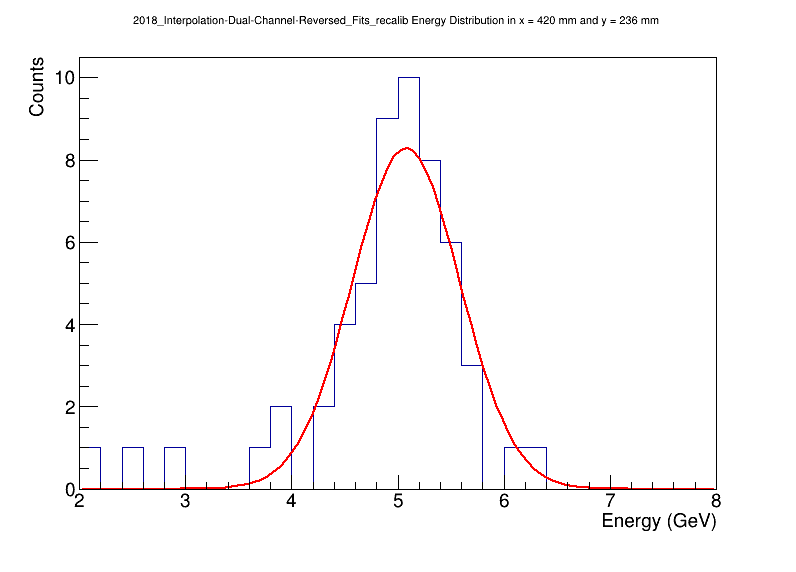 2018_Interpolation-Dual-Channel-Reversed_Fits_recalib Energy Distribution in x = 420 mm and y = 236 mm
Counts
10
8
6
4
2
0
2 3 4 5 6 7 8
Energy (GeV)